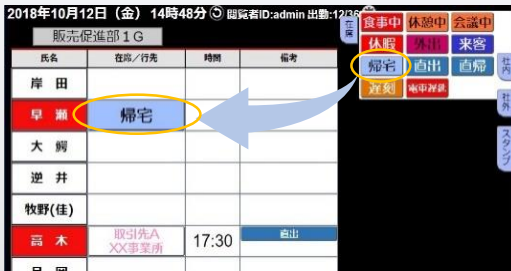 2018年10月12日（金）14時48分 閲覧者ID:admin 出勤:12/36
販売促進部１G
氏名 在席／行先 時間 備考
岸 田
早 瀬 帰宅
大 鰐
逆 井
牧野(佳)
高 木 取引先A 17:30 直出
XX事業所
在席
食事中 休憩中 会議中
休暇 外出 来客
帰宅 直出 直帰
遅刻 電車遅延
社内
社外
スタンプ